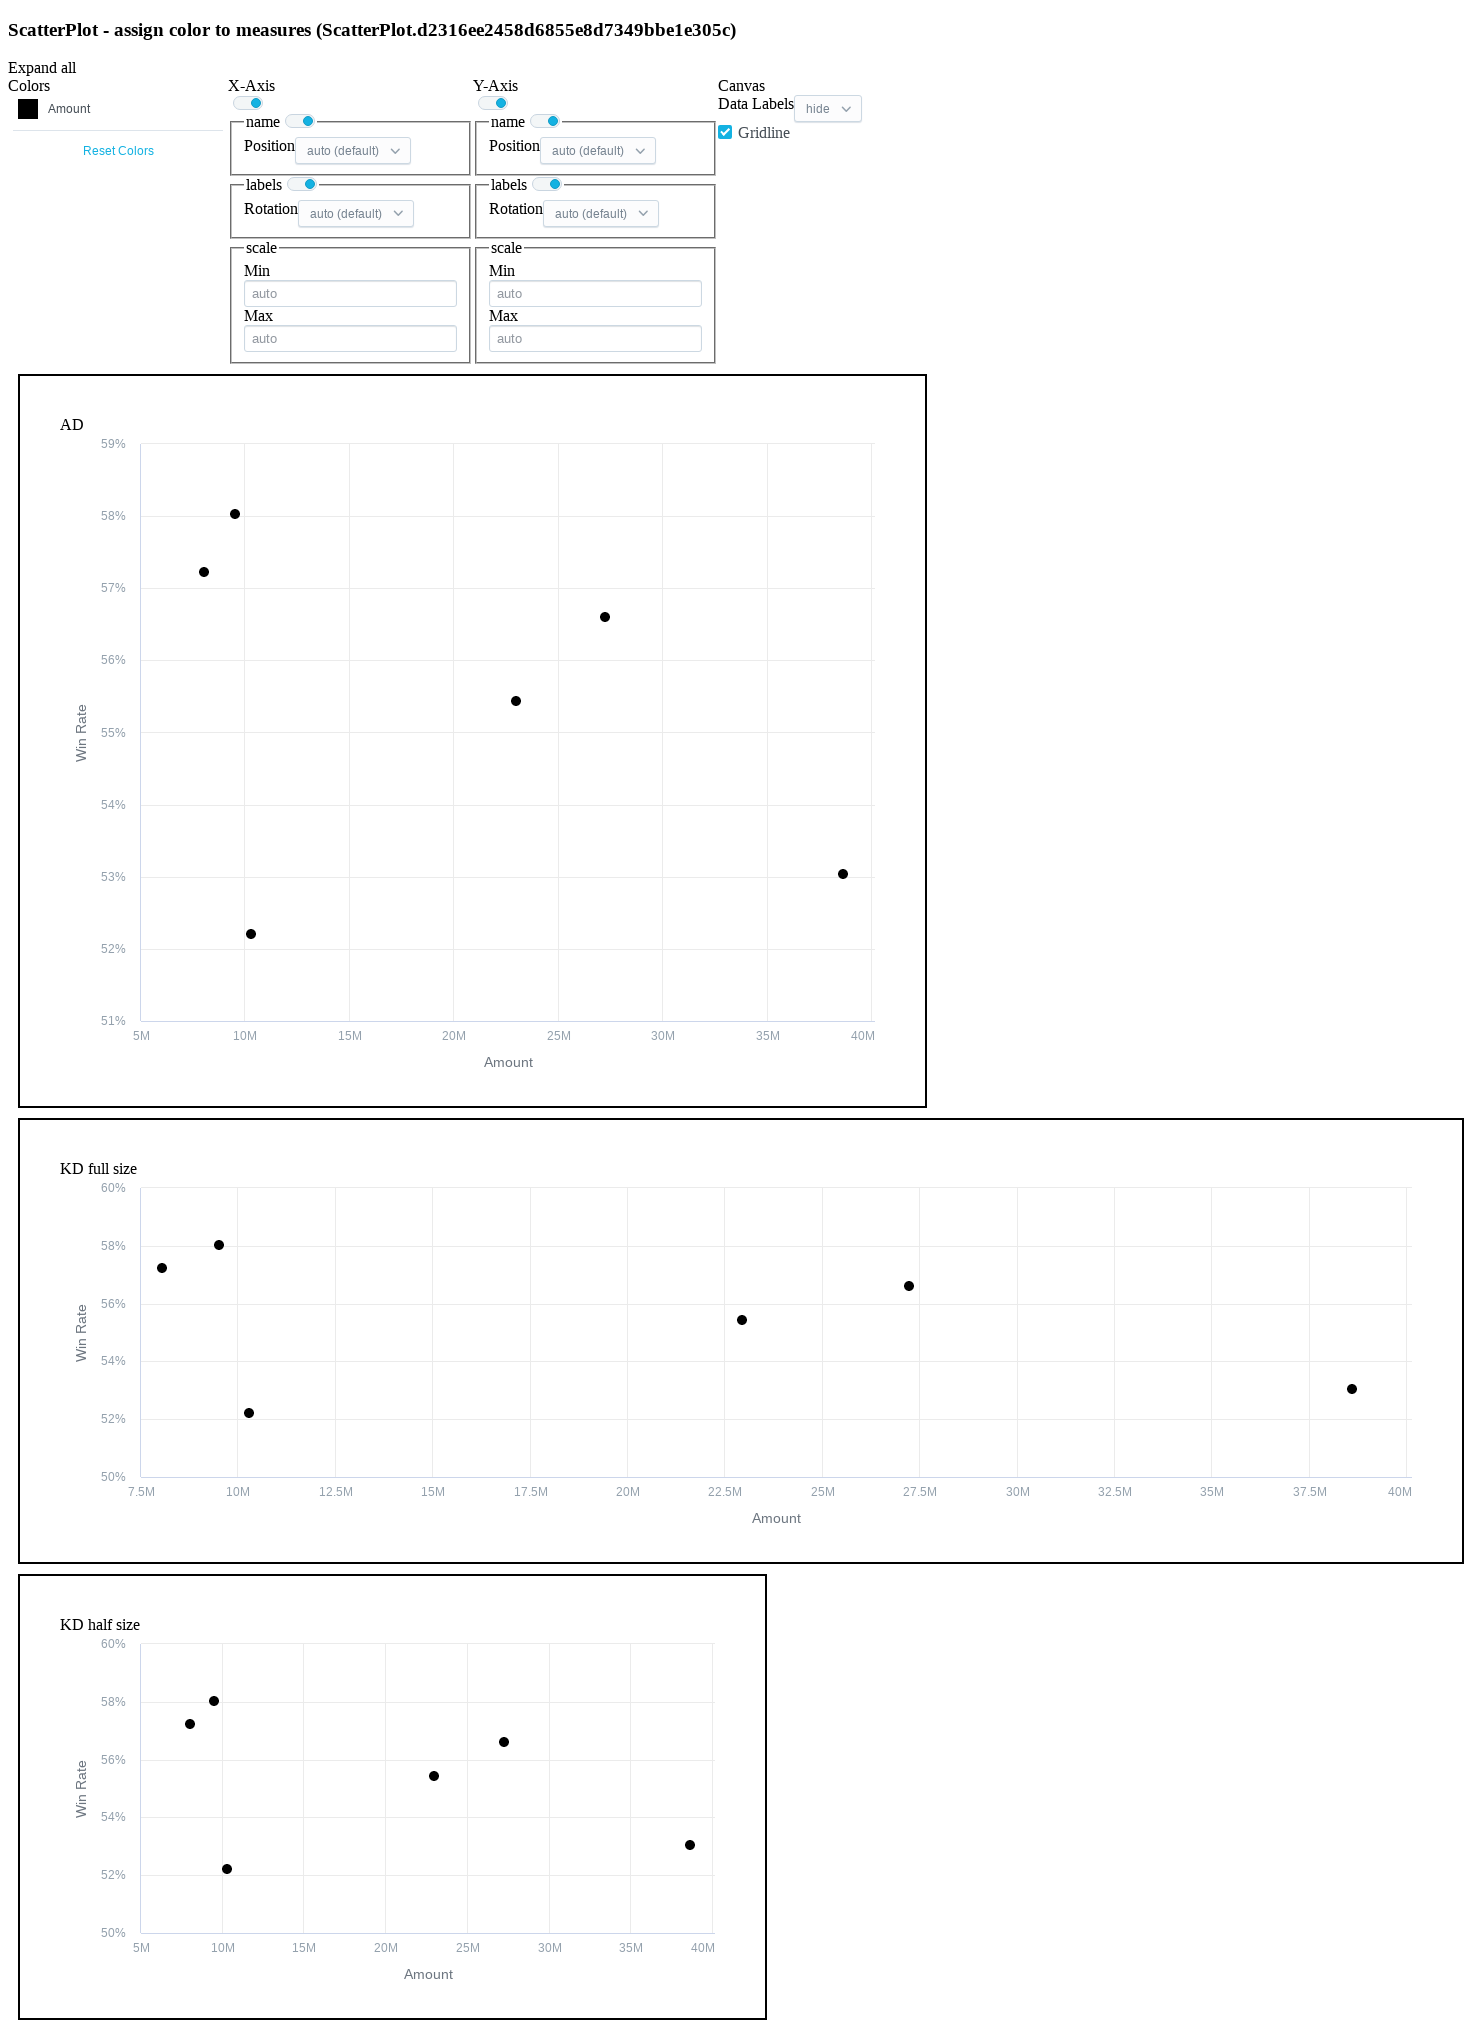 ScatterPlot - assign color to measures (ScatterPlot.d2316ee2458d6855e8d7349bbe1e305c)
Expand all
Colors
Amount
Reset Colors
X-Axis
name
Position auto (default)
labels
Rotation auto (default)
scale
Min
auto
Max
auto
Y-Axis
name
Position auto (default)
labels
Rotation auto (default)
scale
Min
auto
Max
auto
Canvas
Data Labels hide
Gridline
AD
59%
58%
57%
56%
55%
54%
53%
52%
51%
Win Rate
5M 10M 15M 20M 25M 30M 35M 40M
Amount
KD full size
60%
58%
56%
54%
52%
50%
Win Rate
7.5M 10M 12.5M 15M 17.5M 20M 22.5M 25M 27.5M 30M 32.5M 35M 37.5M 40M
Amount
KD half size
60%
58%
56%
54%
52%
50%
Win Rate
5M 10M 15M 20M 25M 30M 35M 40M
Amount